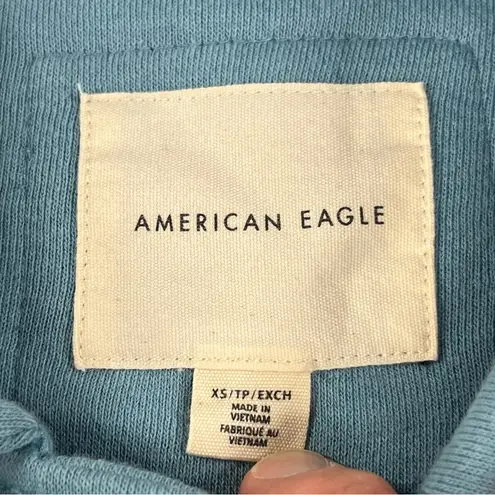 AMERICAN EAGLE
XS/TP/EXCH
MADE IN
VIETNAM
FABRIQUÉ AU
VIETNAM